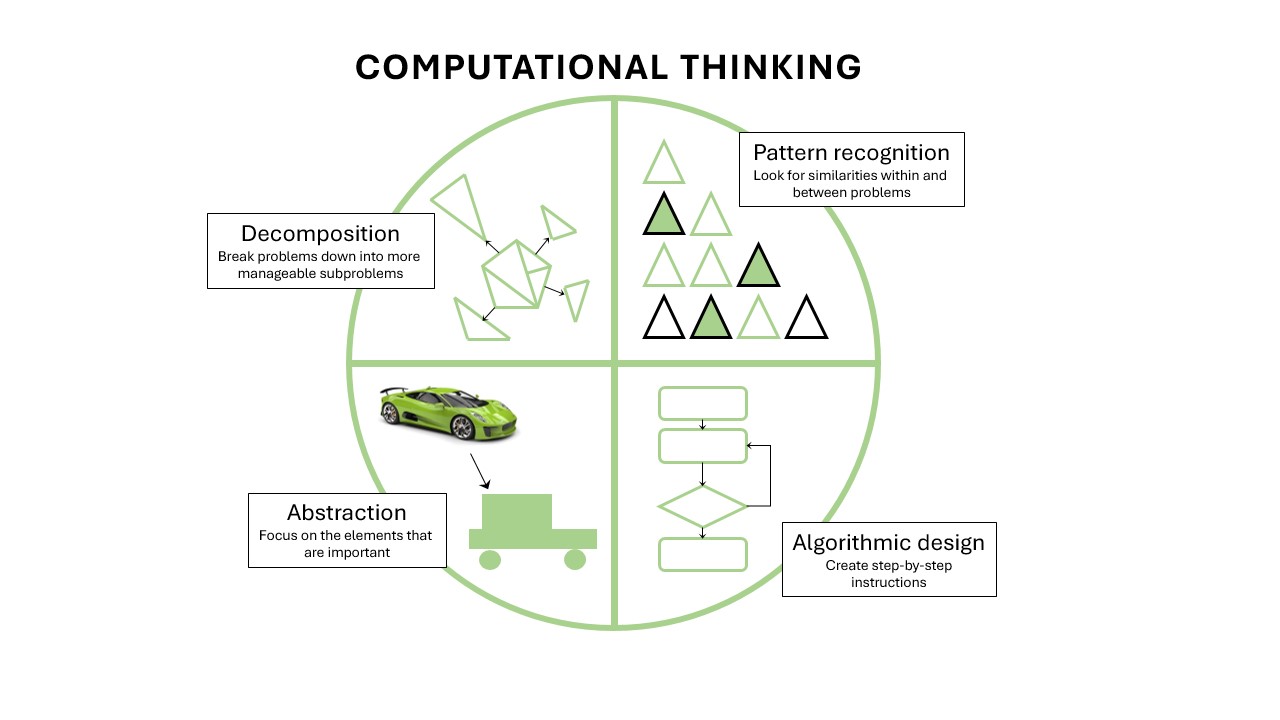 COMPUTATIONAL THINKING
Pattern recognition
Look for similarities within and
between problems
Decomposition
Break problems down into more
manageable subproblems
Abstraction
Focus on the elements that
are important
Algorithmic design
Create step-by-step
instructions